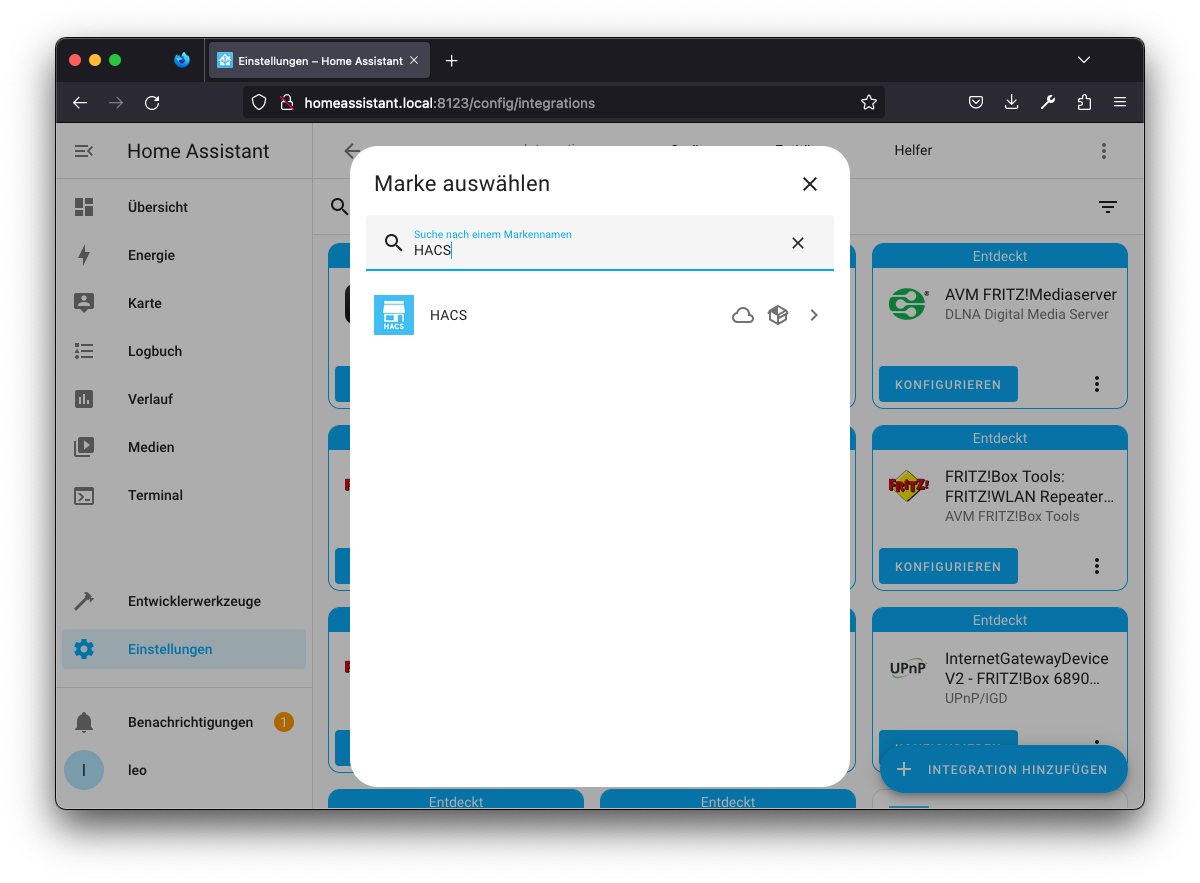 Einstellungen – Home Assistant
homeassistant.local:8123/config/integrations
Home Assistant
Helfer
Übersicht
Energie
Karte
Logbuch
Verlauf
Medien
Terminal
Entwicklerwerkzeuge
Einstellungen
Benachrichtigungen
1
l
leo
Marke auswählen
Suche nach einem Markennamen
HACS
HACS
HACS
Entdeckt
AVM FRITZ!Mediaserver
DLNA Digital Media Server
KONFIGURIEREN
Entdeckt
FRITZ!
FRITZ!Box Tools:
FRITZ!WLAN Repeater…
AVM FRITZ!Box Tools
KONFIGURIEREN
Entdeckt
UPnP
InternetGatewayDevice
V2 - FRITZ!Box 6890…
UPnP/IGD
INTEGRATION HINZUFÜGEN
Entdeckt
Entdeckt